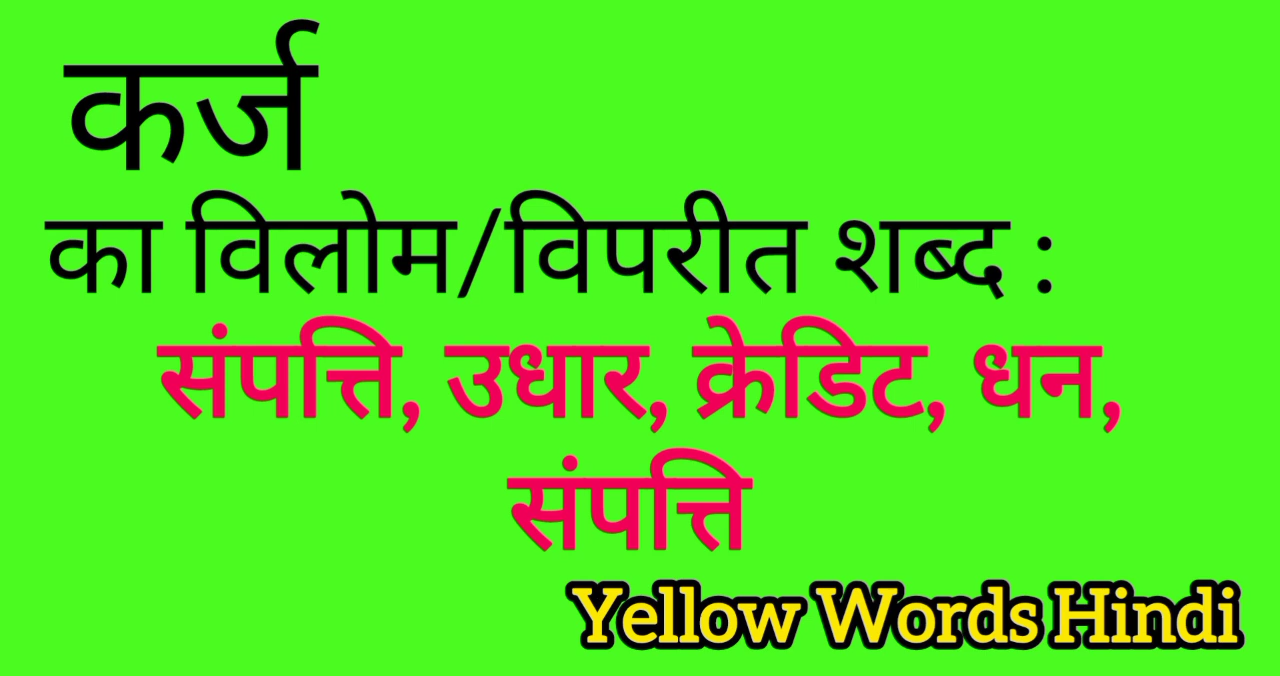 कर्ज
का विलोम/विपरीत शब्द :
संपत्ति, उधार, क्रेडिट, धन,
संपत्ति
Yellow Words Hindi